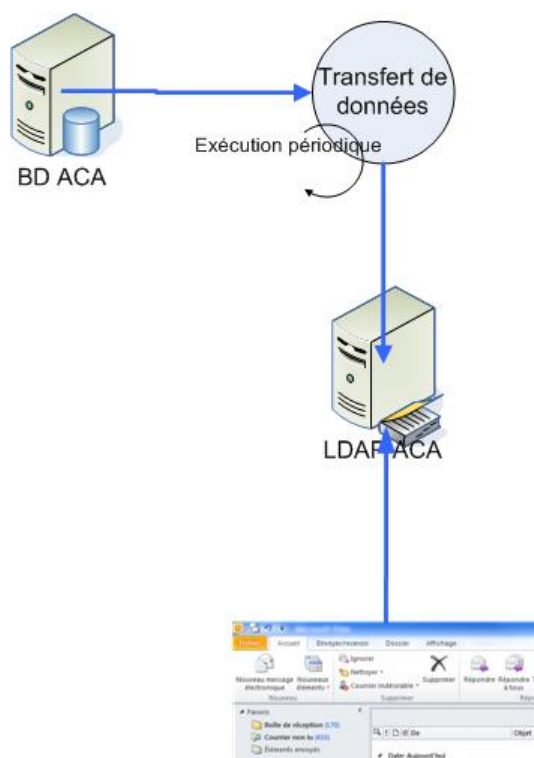 Transfert de
données
Exécution périodique
BD ACA
LDAP ACA
Fichier Accueil Envoyer/recevoir Dossier Affichage
Ignorer
Nettoyer
Courrier indésirable
Nouveau message
électronique
Nouveaux
éléments
Supprimer
Répondre Répondre
à tous
Nouveau Supprimer
Favoris
Boîte de réception
Courrier non lu
Éléments envoyés
De Objet
Date: Aujourd'hui